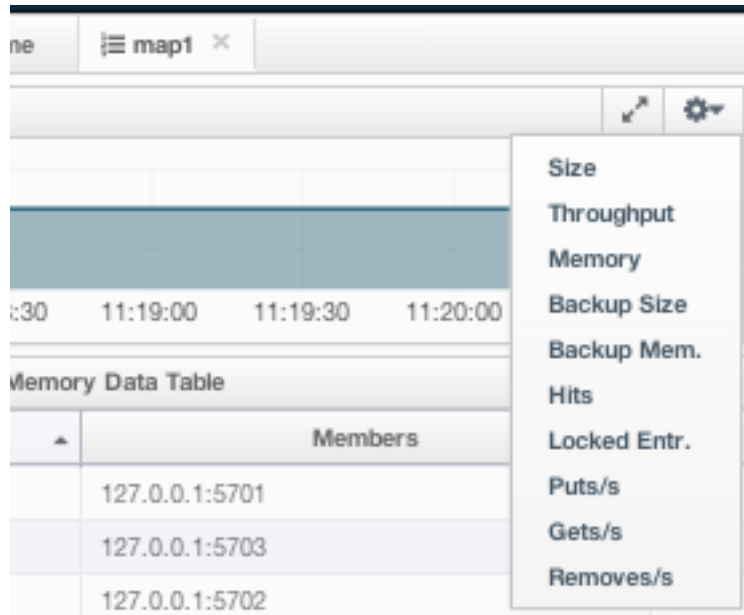 me
map1
Size
Throughput
Memory
Backup Size
Backup Mem.
Hits
Locked Entr.
Puts/s
Gets/s
Removes/s
:30 11:19:00 11:19:30 11:20:00
Memory Data Table
Members
127.0.0.1:5701
127.0.0.1:5703
127.0.0.1:5702